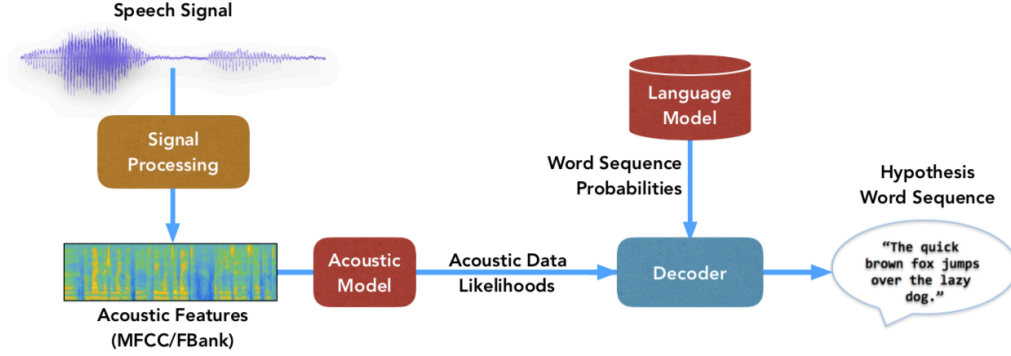 Speech Signal
Signal
Processing
Acoustic Features
(MFCC/FBank)
Acoustic
Model
Acoustic Data
Likelihoods
Language
Model
Word Sequence
Probabilities
Decoder
Hypothesis
Word Sequence
“The quick
brown fox jumps
over the lazy
dog.”